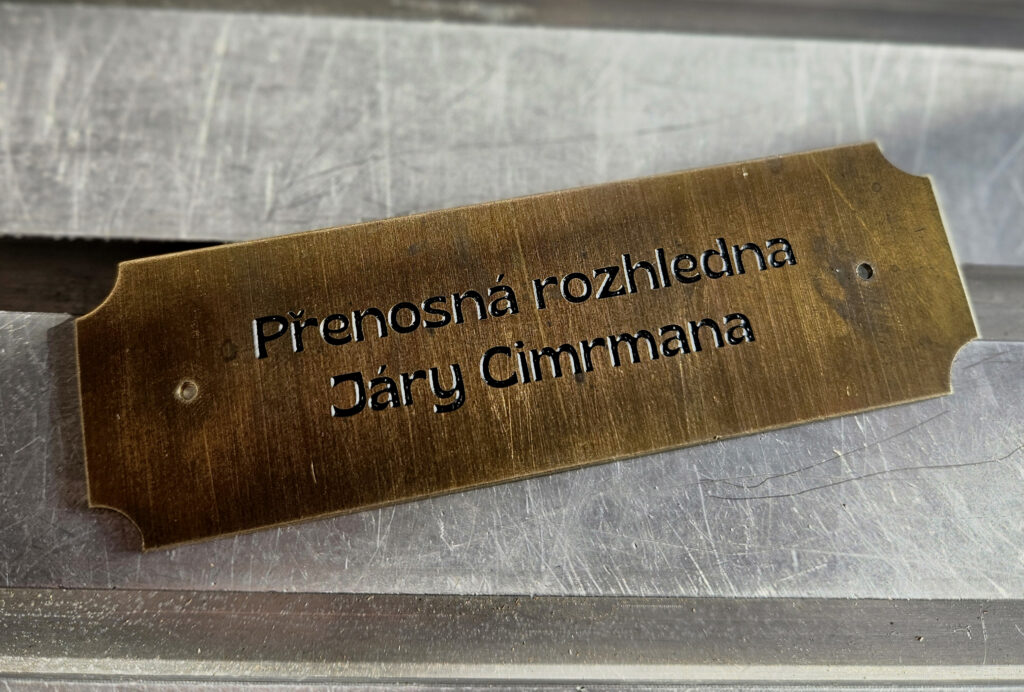 Přenosná rozhledna
Járy Cimrmana